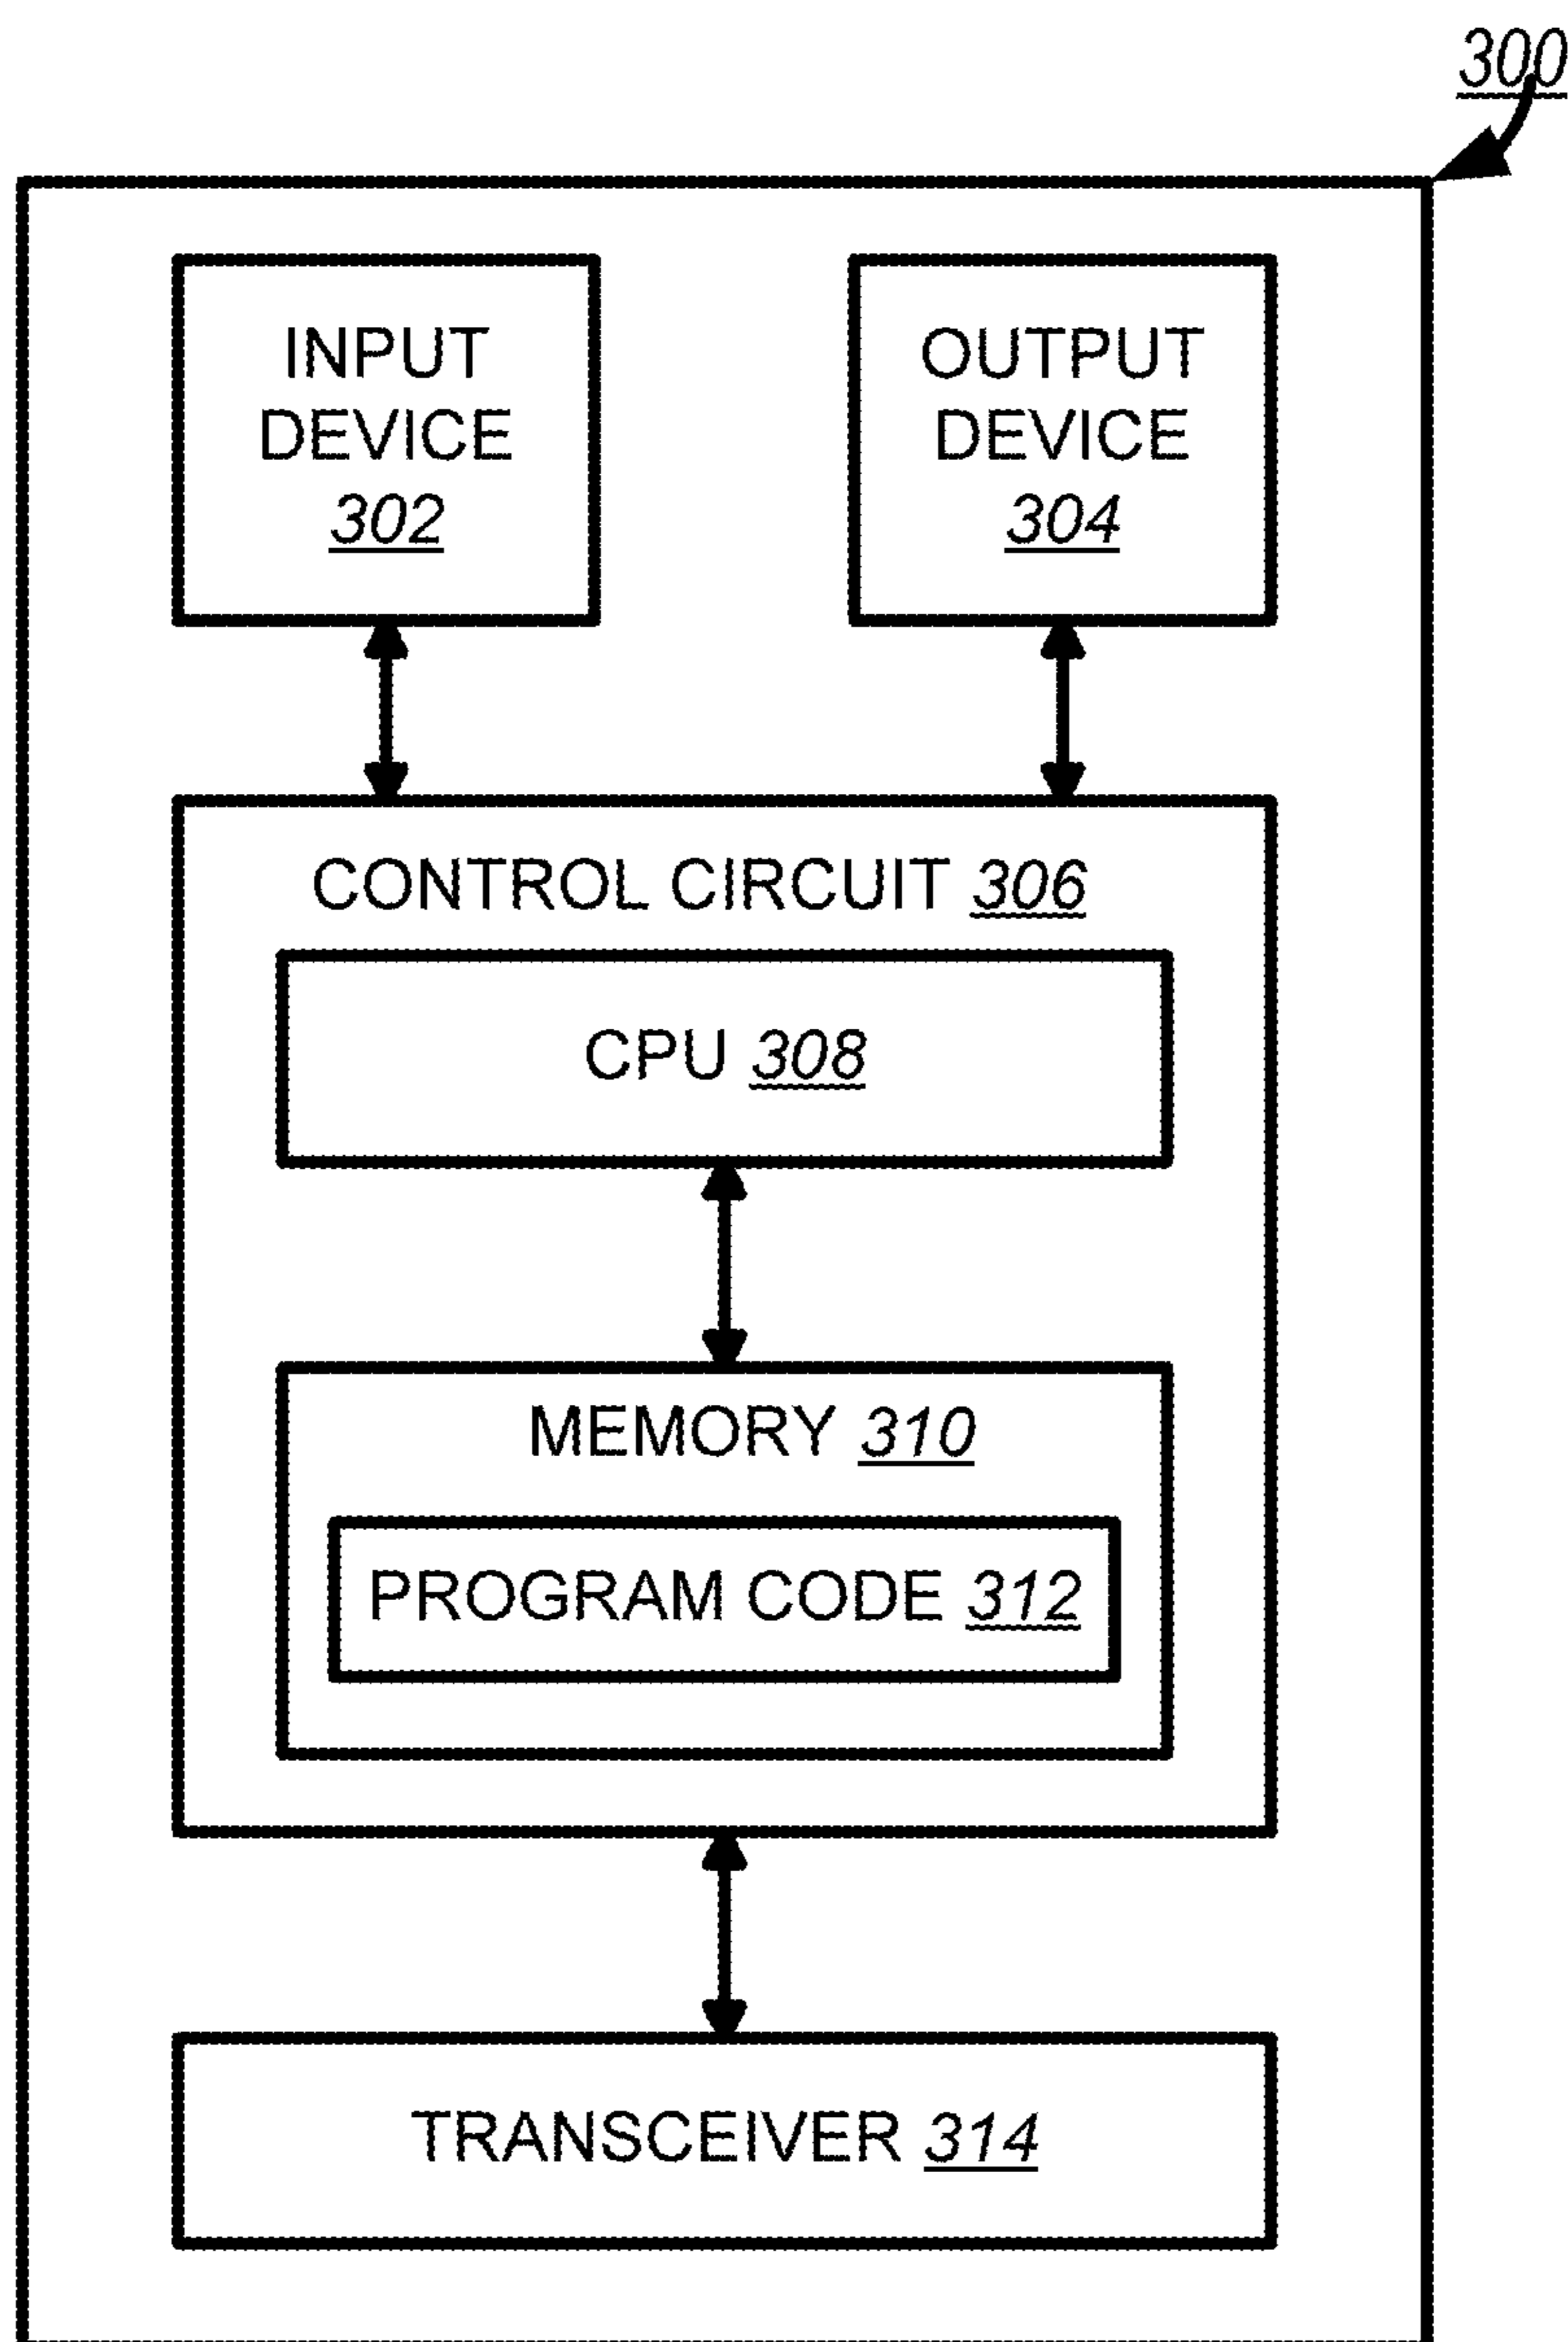 300
INPUT
DEVICE
302
OUTPUT
DEVICE
304
CONTROL CIRCUIT 306
CPU 308
MEMORY 310
PROGRAM CODE 312
TRANSCEIVER 314